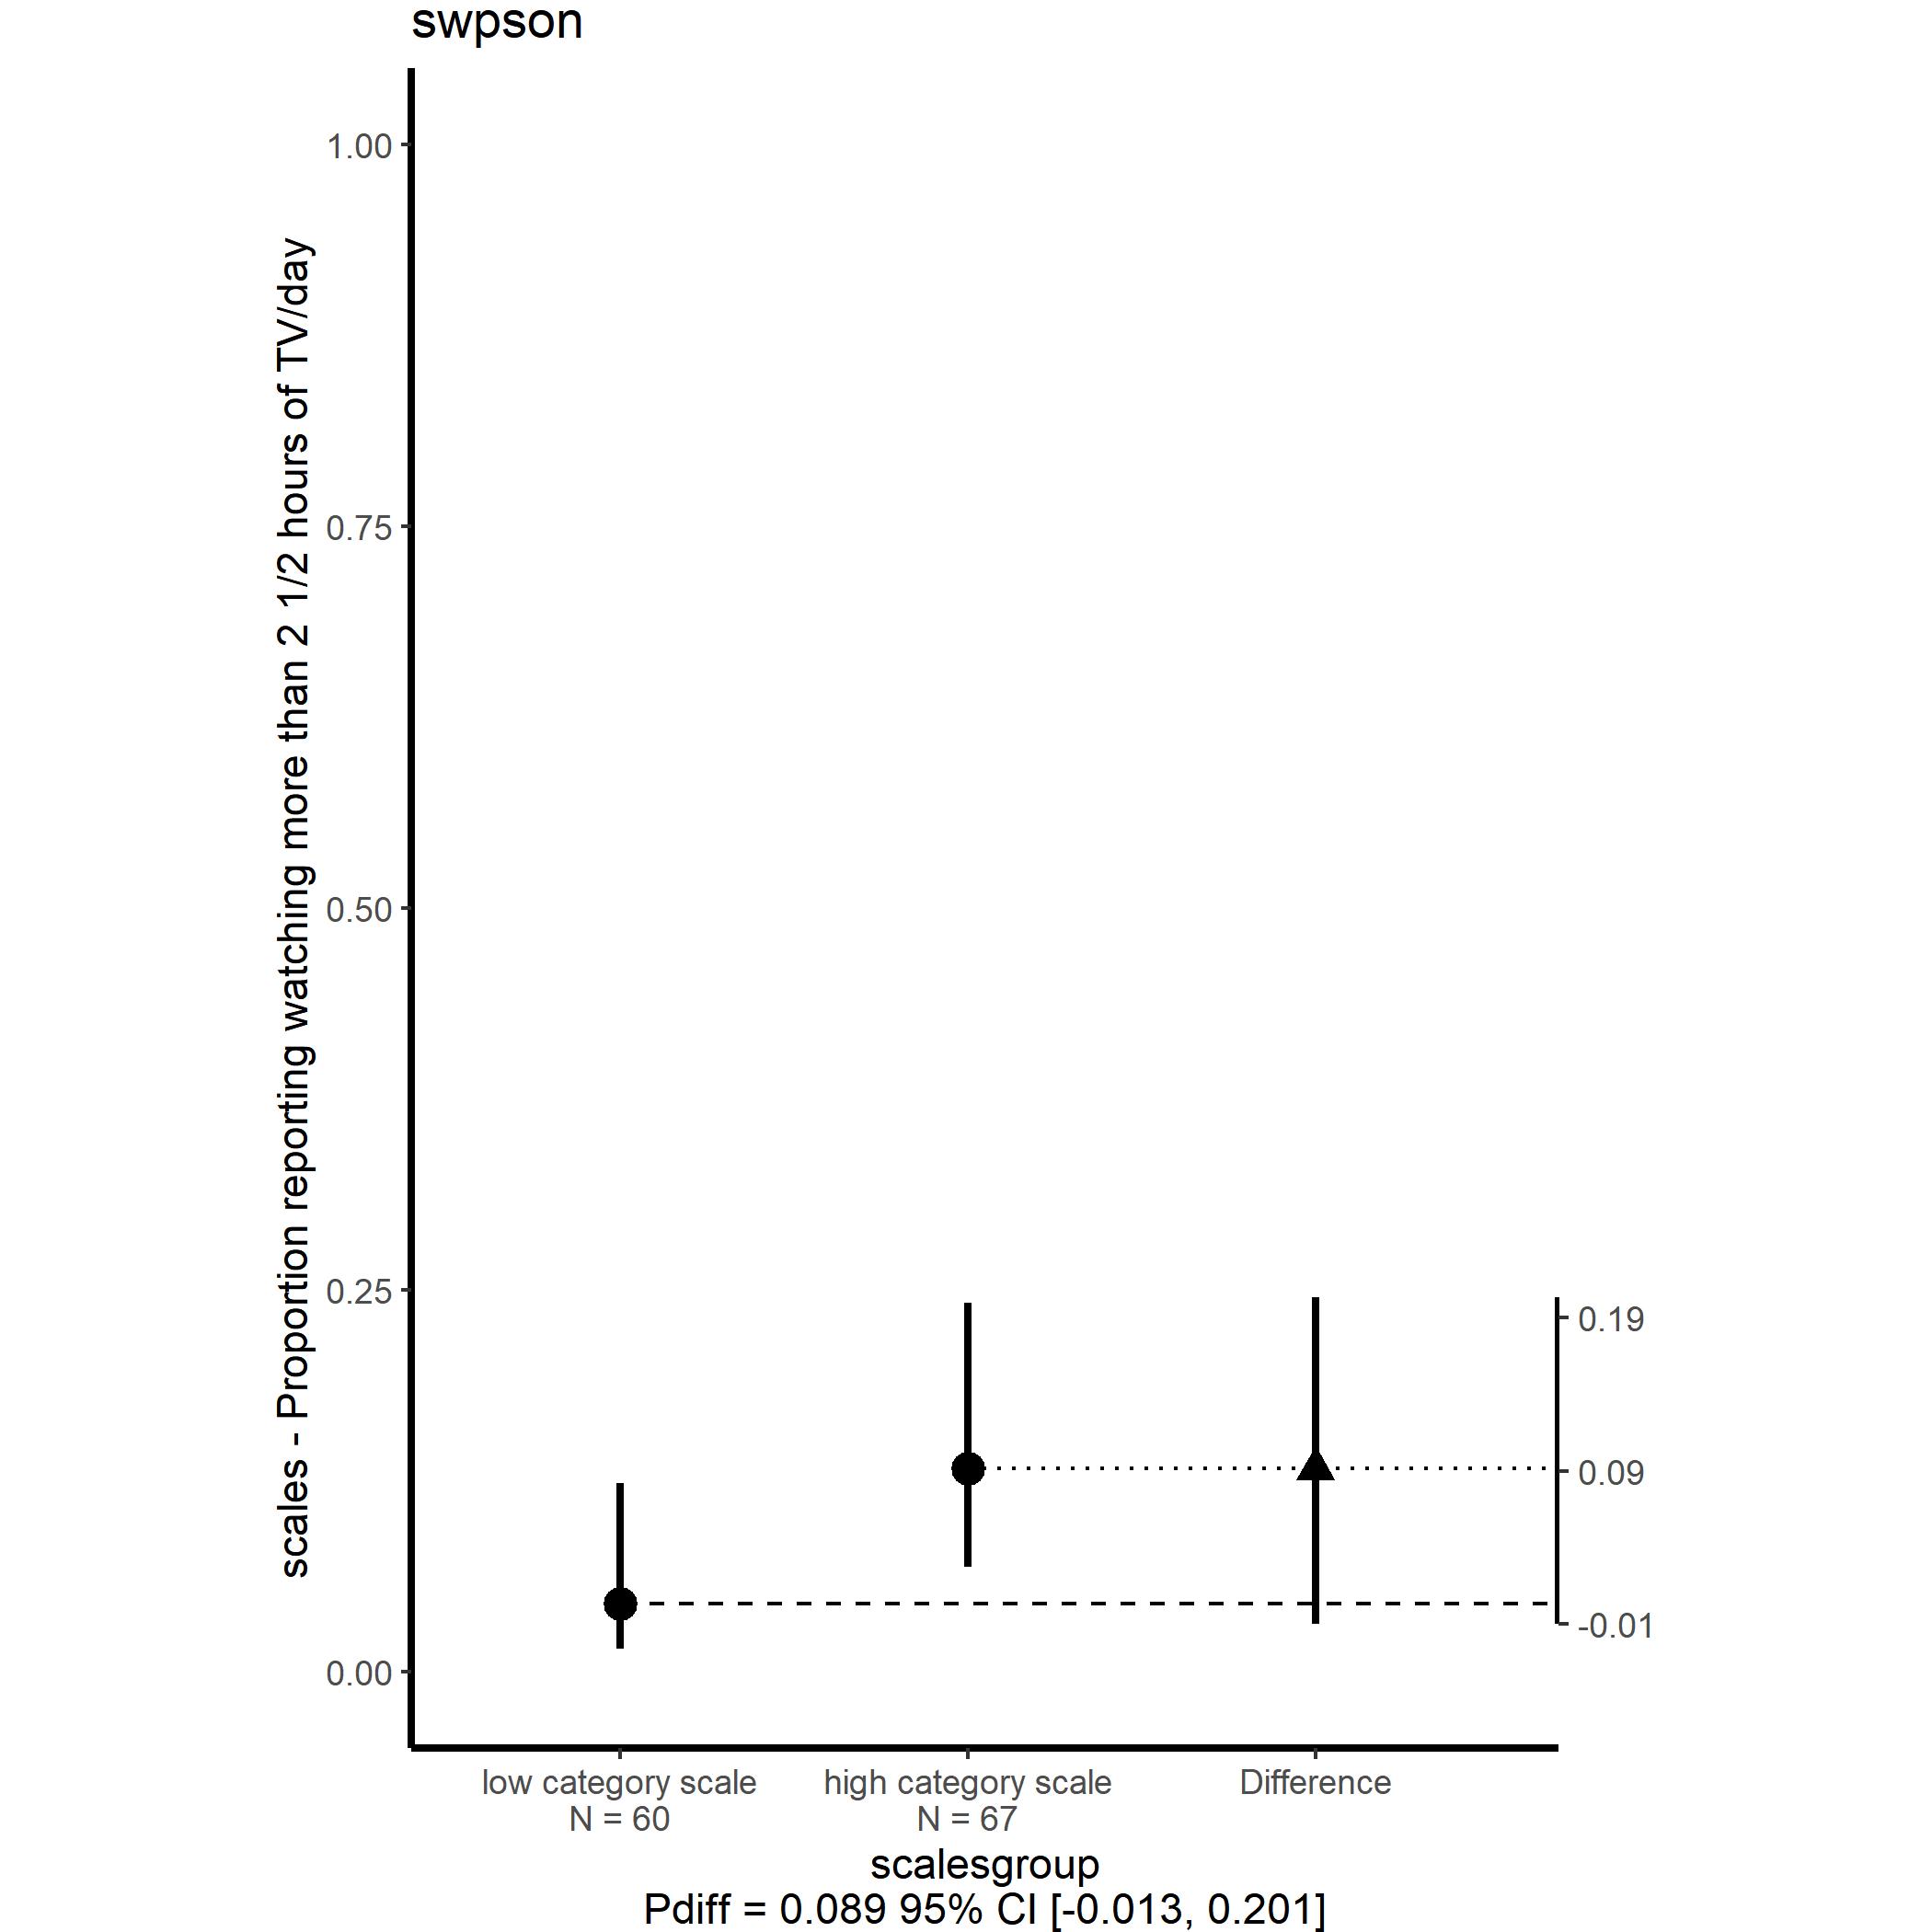 swpson
scales - Proportion reporting watching more than 2 1/2 hours of TV/day
1.00
0.75
0.50
0.25
0.00
0.19
0.09
-0.01
low category scale
N = 60
high category scale
N = 67
Difference
scalesgroup
Pdiff = 0.089 95% CI [-0.013, 0.201]